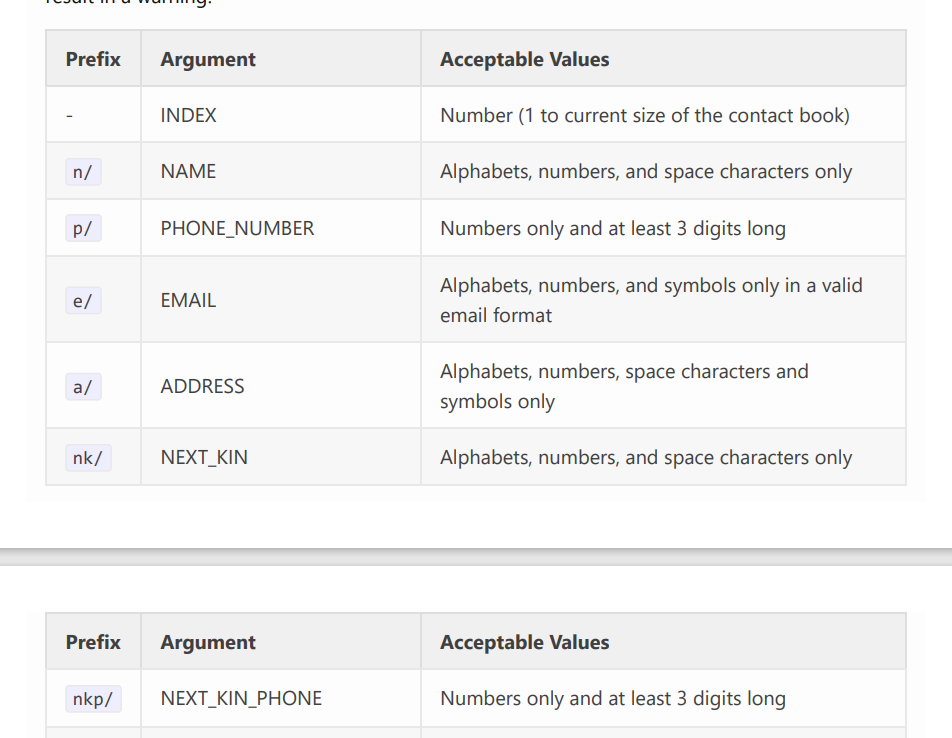 result in a warning.
Prefix Argument Acceptable Values
- INDEX Number (1 to current size of the contact book)
n/ NAME Alphabets, numbers, and space characters only
p/ PHONE_NUMBER Numbers only and at least 3 digits long
e/ EMAIL Alphabets, numbers, and symbols only in a valid
email format
a/ ADDRESS Alphabets, numbers, space characters and
symbols only
nk/ NEXT_KIN Alphabets, numbers, and space characters only
Prefix Argument Acceptable Values
nkp/ NEXT_KIN_PHONE Numbers only and at least 3 digits long